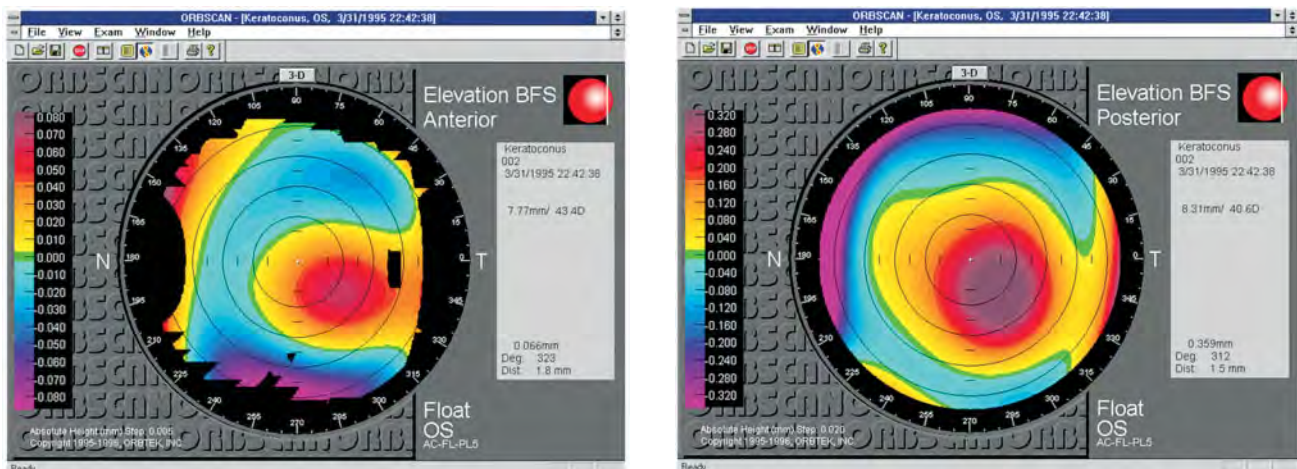 ORBSCAN - [Keratoconus, OS, 3/31/1995 22:42:38]
File View Exam Window Help
STOP
3-D
Elevation BFS
Anterior
0.080
0.070
0.060
0.050
0.040
0.030
0.020
0.010
0.000
-0.010
-0.020
-0.030
-0.040
-0.050
-0.060
-0.070
-0.080
Keratoconus
002
3/31/1995 22:42:38
7.77mm/ 43.4D
0.066mm
Deg: 323
Dist: 1.8 mm
105 90 75
120 60
135
150
165 15
N 180 0 T
345
210
225 315
240 300
255 270 285
Float
OS
AC-FL-PL5
Absolute Height (mm) Step: 0.005
Copyright 1995-1996, ORBTEK, INC.
Ready
ORBSCAN - [Keratoconus, OS, 3/31/1995 22:42:38]
File View Exam Window Help
STOP
3-D
Elevation BFS
Posterior
0.320
0.280
0.240
0.200
0.160
0.120
0.080
0.040
0.000
-0.040
-0.080
-0.120
-0.160
-0.200
-0.240
-0.280
-0.320
Keratoconus
002
3/31/1995 22:42:38
8.31mm/ 40.6D
0.359mm
Deg: 312
Dist: 1.5 mm
105 90 75
120 60
135
150
165 15
N 180 0 T
345
210
225 315
240 300
255 270 285
Float
OS
AC-FL-PL5
Absolute Height (mm) Step: 0.020
Copyright 1995-1996, ORBTEK, INC.
Ready